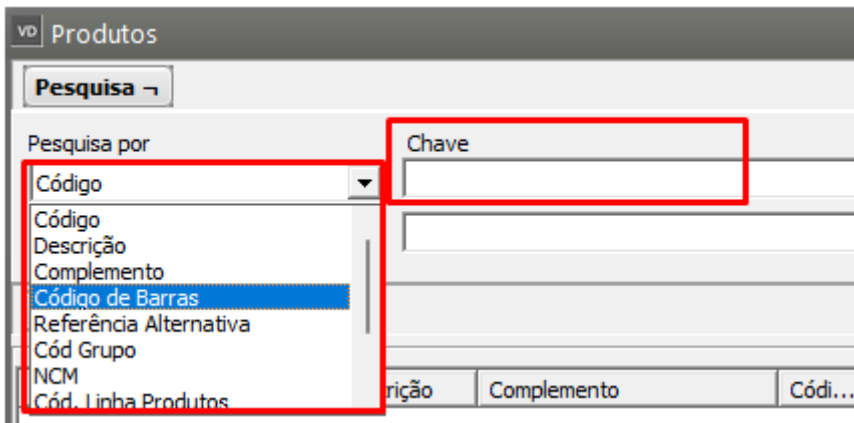 VD Produtos
Pesquisa ¬
Pesquisa por
Chave
Código
Código
Descrição
Complemento
Código de Barras
Referência Alternativa
Cód Grupo
NCM
Cód. Linha Produtos
rição
Complemento
Códi...